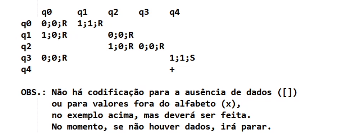 q0 q1 q2 q3 q4
q0 0;0;R 1;1;R
q1 1;0;R 0;0;R
q2 1;0;R 0;0;R
q3 0;0;R 1;1;S
q4 +
OBS.: Não há codificação para a ausência de dados ([])
ou para valores fora do alfabeto (x),
no exemplo acima, mas deverá ser feita.
No momento, se não houver dados, irá parar.